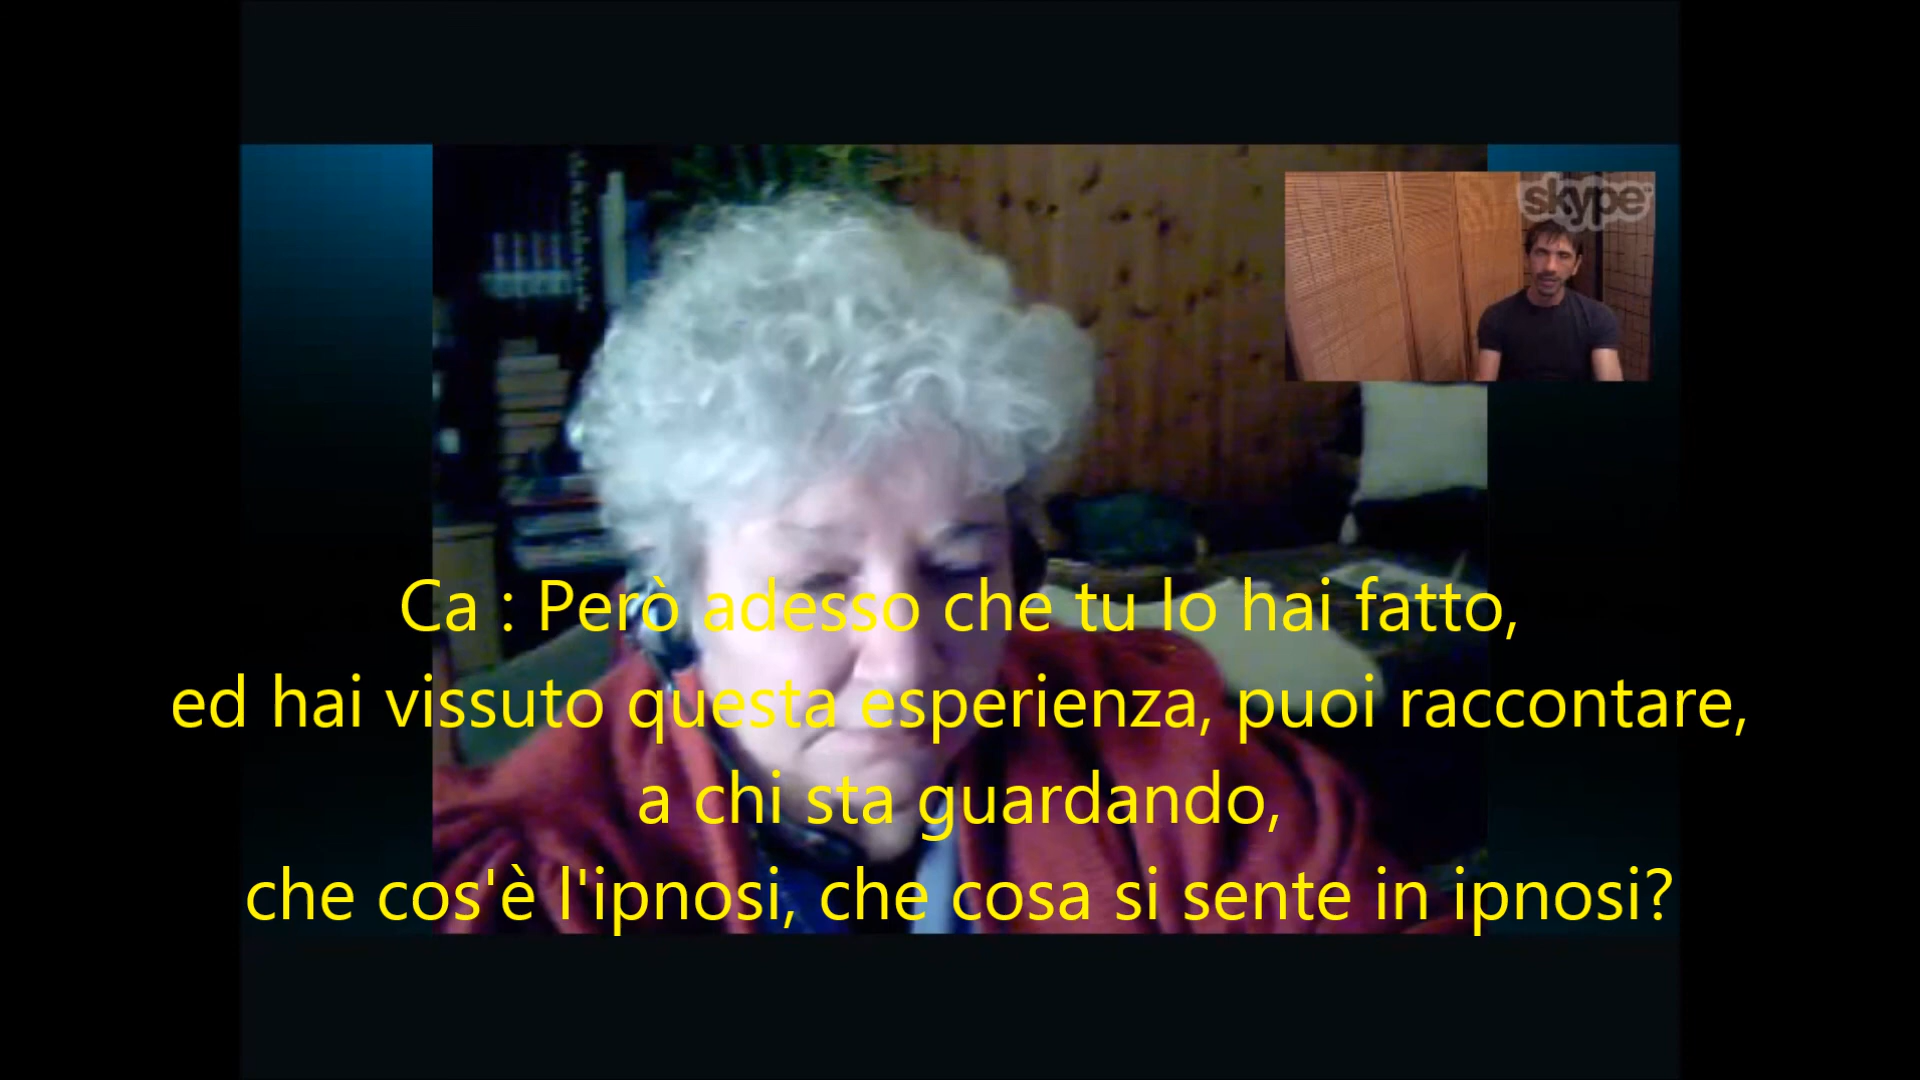 skype
Ca : Però adesso che tu lo hai fatto,
ed hai vissuto questa esperienza, puoi raccontare,
a chi sta guardando,
che cos'è l'ipnosi, che cosa si sente in ipnosi?